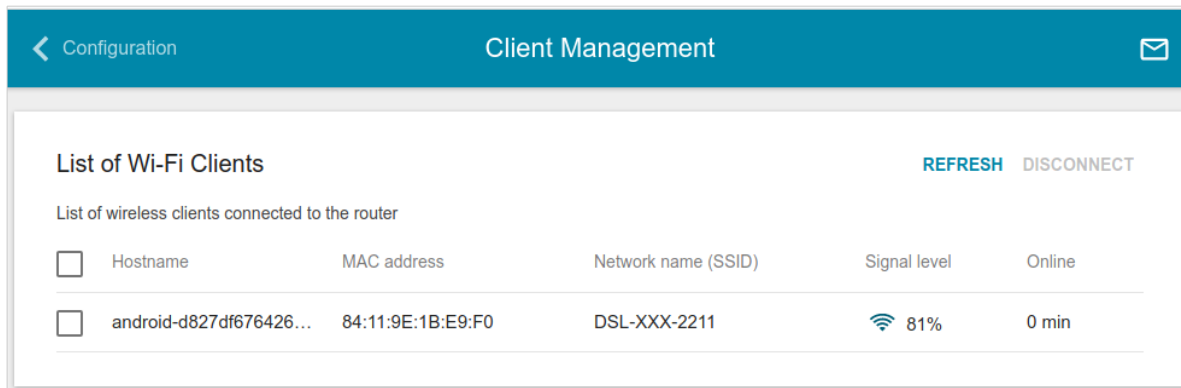 Configuration
Client Management
List of Wi-Fi Clients
REFRESH DISCONNECT
List of wireless clients connected to the router
Hostname MAC address Network name (SSID) Signal level Online
android-d827df676426... 84:11:9E:1B:E9:F0 DSL-XXX-2211 81% 0 min